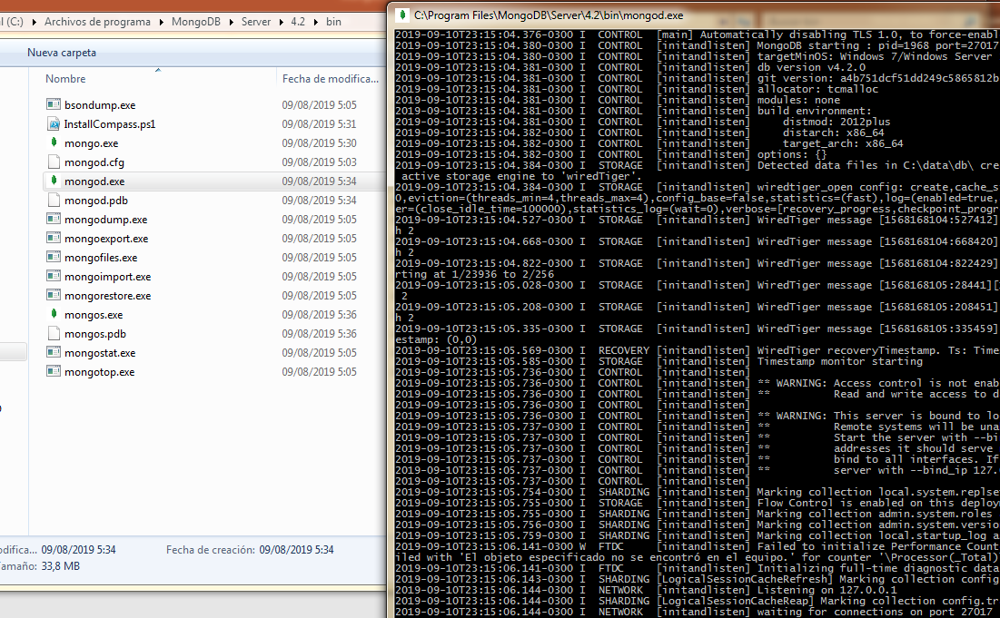 l (C:) ▸ Archivos de programa ▸ MongoDB ▸ Server ▸ 4.2 ▸ bin
Nueva carpeta
Nombre
Fecha de modifica...
bsondump.exe 09/08/2019 5:05
InstallCompass.ps1 09/08/2019 5:31
mongo.exe 09/08/2019 5:30
mongod.cfg 09/08/2019 5:03
mongod.exe 09/08/2019 5:34
mongod.pdb 09/08/2019 5:34
mongodump.exe 09/08/2019 5:05
mongoexport.exe 09/08/2019 5:05
mongofiles.exe 09/08/2019 5:05
mongoimport.exe 09/08/2019 5:05
mongorestore.exe 09/08/2019 5:05
mongos.exe 09/08/2019 5:36
mongos.pdb 09/08/2019 5:36
mongostat.exe 09/08/2019 5:05
mongotop.exe 09/08/2019 5:05
odifica... 09/08/2019 5:34 Fecha de creación: 09/08/2019 5:34
amaño: 33,8 MB
C:\Program Files\MongoDB\Server\4.2\bin\mongod.exe
2019-09-10T23:15:04.376-0300 I CONTROL [main] Automatically disabling TLS 1.0, to force-enabl
2019-09-10T23:15:04.380-0300 I CONTROL [initandlisten] MongoDB starting : pid=1968 port=27017
2019-09-10T23:15:04.380-0300 I CONTROL [initandlisten] targetMinOS: Windows 7/Windows Server
2019-09-10T23:15:04.381-0300 I CONTROL [initandlisten] db version v4.2.0
2019-09-10T23:15:04.381-0300 I CONTROL [initandlisten] git version: a4b751dcf51dd249c5865812b
2019-09-10T23:15:04.381-0300 I CONTROL [initandlisten] allocator: tcmalloc
2019-09-10T23:15:04.381-0300 I CONTROL [initandlisten] modules: none
2019-09-10T23:15:04.381-0300 I CONTROL [initandlisten] build environment:
2019-09-10T23:15:04.382-0300 I CONTROL [initandlisten] distmod: 2012plus
2019-09-10T23:15:04.382-0300 I CONTROL [initandlisten] distarch: x86_64
2019-09-10T23:15:04.382-0300 I CONTROL [initandlisten] target_arch: x86_64
2019-09-10T23:15:04.382-0300 I CONTROL [initandlisten] options: {}
2019-09-10T23:15:04.384-0300 I STORAGE [initandlisten] Detected data files in C:\data\db\ cre
active storage engine to 'wiredTiger'.
2019-09-10T23:15:04.384-0300 I STORAGE [initandlisten] wiredtiger_open config: create,cache_s
0,eviction=(threads_min=4,threads_max=4),config_base=false,statistics=(fast),log=(enabled=true,
er=(close_idle_time=100000),statistics_log=(wait=0),verbose=[recovery_progress,checkpoint_progr
2019-09-10T23:15:04.527-0300 I STORAGE [initandlisten] WiredTiger message [1568168104:527412]
h 2
2019-09-10T23:15:04.668-0300 I STORAGE [initandlisten] WiredTiger message [1568168104:668420]
h 2
2019-09-10T23:15:04.822-0300 I STORAGE [initandlisten] WiredTiger message [1568168104:822429]
rting at 1/23936 to 2/256
2019-09-10T23:15:05.028-0300 I STORAGE [initandlisten] WiredTiger message [1568168105:28441][
2
2019-09-10T23:15:05.208-0300 I STORAGE [initandlisten] WiredTiger message [1568168105:208451]
h 2
2019-09-10T23:15:05.335-0300 I STORAGE [initandlisten] WiredTiger message [1568168105:335459]
estamp: (0,0)
2019-09-10T23:15:05.569-0300 I RECOVERY [initandlisten] WiredTiger recoveryTimestamp. Ts: Time
2019-09-10T23:15:05.585-0300 I STORAGE [initandlisten] Timestamp monitor starting
2019-09-10T23:15:05.736-0300 I CONTROL [initandlisten]
2019-09-10T23:15:05.736-0300 I CONTROL [initandlisten] ** WARNING: Access control is not enab
2019-09-10T23:15:05.736-0300 I CONTROL [initandlisten] ** Read and write access to d
2019-09-10T23:15:05.736-0300 I CONTROL [initandlisten]
2019-09-10T23:15:05.736-0300 I CONTROL [initandlisten] ** WARNING: This server is bound to lo
2019-09-10T23:15:05.737-0300 I CONTROL [initandlisten] ** Remote systems will be una
2019-09-10T23:15:05.737-0300 I CONTROL [initandlisten] ** Start the server with --bi
2019-09-10T23:15:05.737-0300 I CONTROL [initandlisten] ** addresses it should serve
2019-09-10T23:15:05.737-0300 I CONTROL [initandlisten] ** bind to all interfaces. If
2019-09-10T23:15:05.737-0300 I CONTROL [initandlisten] ** server with --bind_ip 127.
2019-09-10T23:15:05.737-0300 I CONTROL [initandlisten]
2019-09-10T23:15:05.754-0300 I SHARDING [initandlisten] Marking collection local.system.replse
2019-09-10T23:15:05.755-0300 I STORAGE [initandlisten] Flow Control is enabled on this deploy
2019-09-10T23:15:05.755-0300 I SHARDING [initandlisten] Marking collection admin.system.roles
2019-09-10T23:15:05.756-0300 I SHARDING [initandlisten] Marking collection admin.system.versio
2019-09-10T23:15:05.759-0300 I SHARDING [initandlisten] Marking collection local.startup_log a
2019-09-10T23:15:06.141-0300 W FTDC [initandlisten] Failed to initialize Performance Count
iled with 'El objeto especificado no se encontró en el equipo.' for counter '\Processor(_Total)
2019-09-10T23:15:06.141-0300 I FTDC [initandlisten] Initializing full-time diagnostic data
2019-09-10T23:15:06.143-0300 I SHARDING [LogicalSessionCacheRefresh] Marking collection config
2019-09-10T23:15:06.144-0300 I NETWORK [initandlisten] Listening on 127.0.0.1
2019-09-10T23:15:06.144-0300 I SHARDING [LogicalSessionCacheReap] Marking collection config.tr
2019-09-10T23:15:06.144-0300 I NETWORK [initandlisten] waiting for connections on port 27017